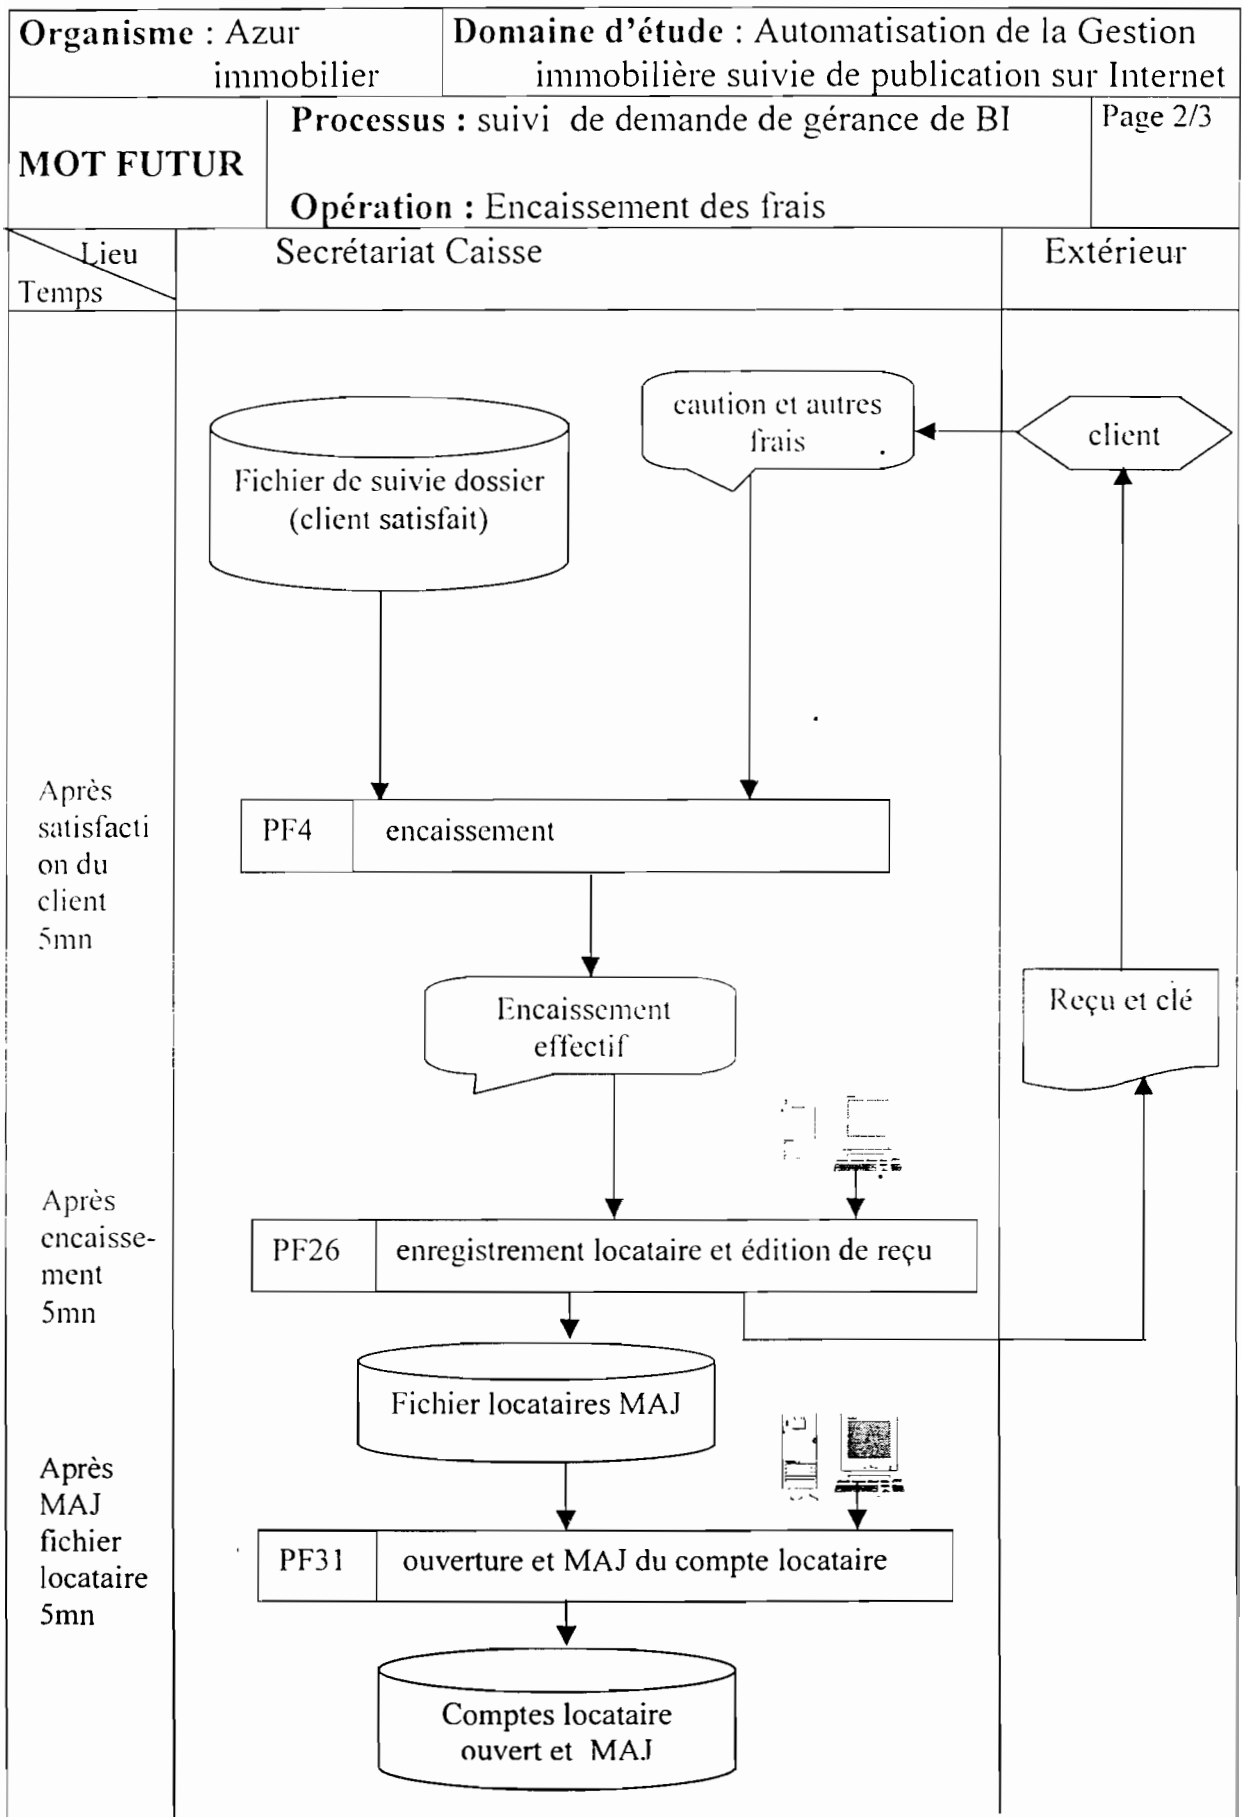 Organisme : Azur
immobilier
Domaine d'étude : Automatisation de la Gestion
immobilière suivie de publication sur Internet
MOT FUTUR
Processus : suivi de demande de gérance de BI
Opération : Encaissement des frais
Page 2/3
Lieu
Temps
Secrétariat Caisse
Extérieur
caution et autres
frais
client
Fichier de suivie dossier
(client satisfait)
Après
satisfacti
on du
client
5mn
PF4
encaissement
Encaissement
effectif
Reçu et clé
Après
encaisse-
ment
5mn
PF26
enregistrement locataire et édition de reçu
Fichier locataires MAJ
Après
MAJ
fichier
locataire
5mn
PF31
ouverture et MAJ du compte locataire
Comptes locataire
ouvert et MAJ